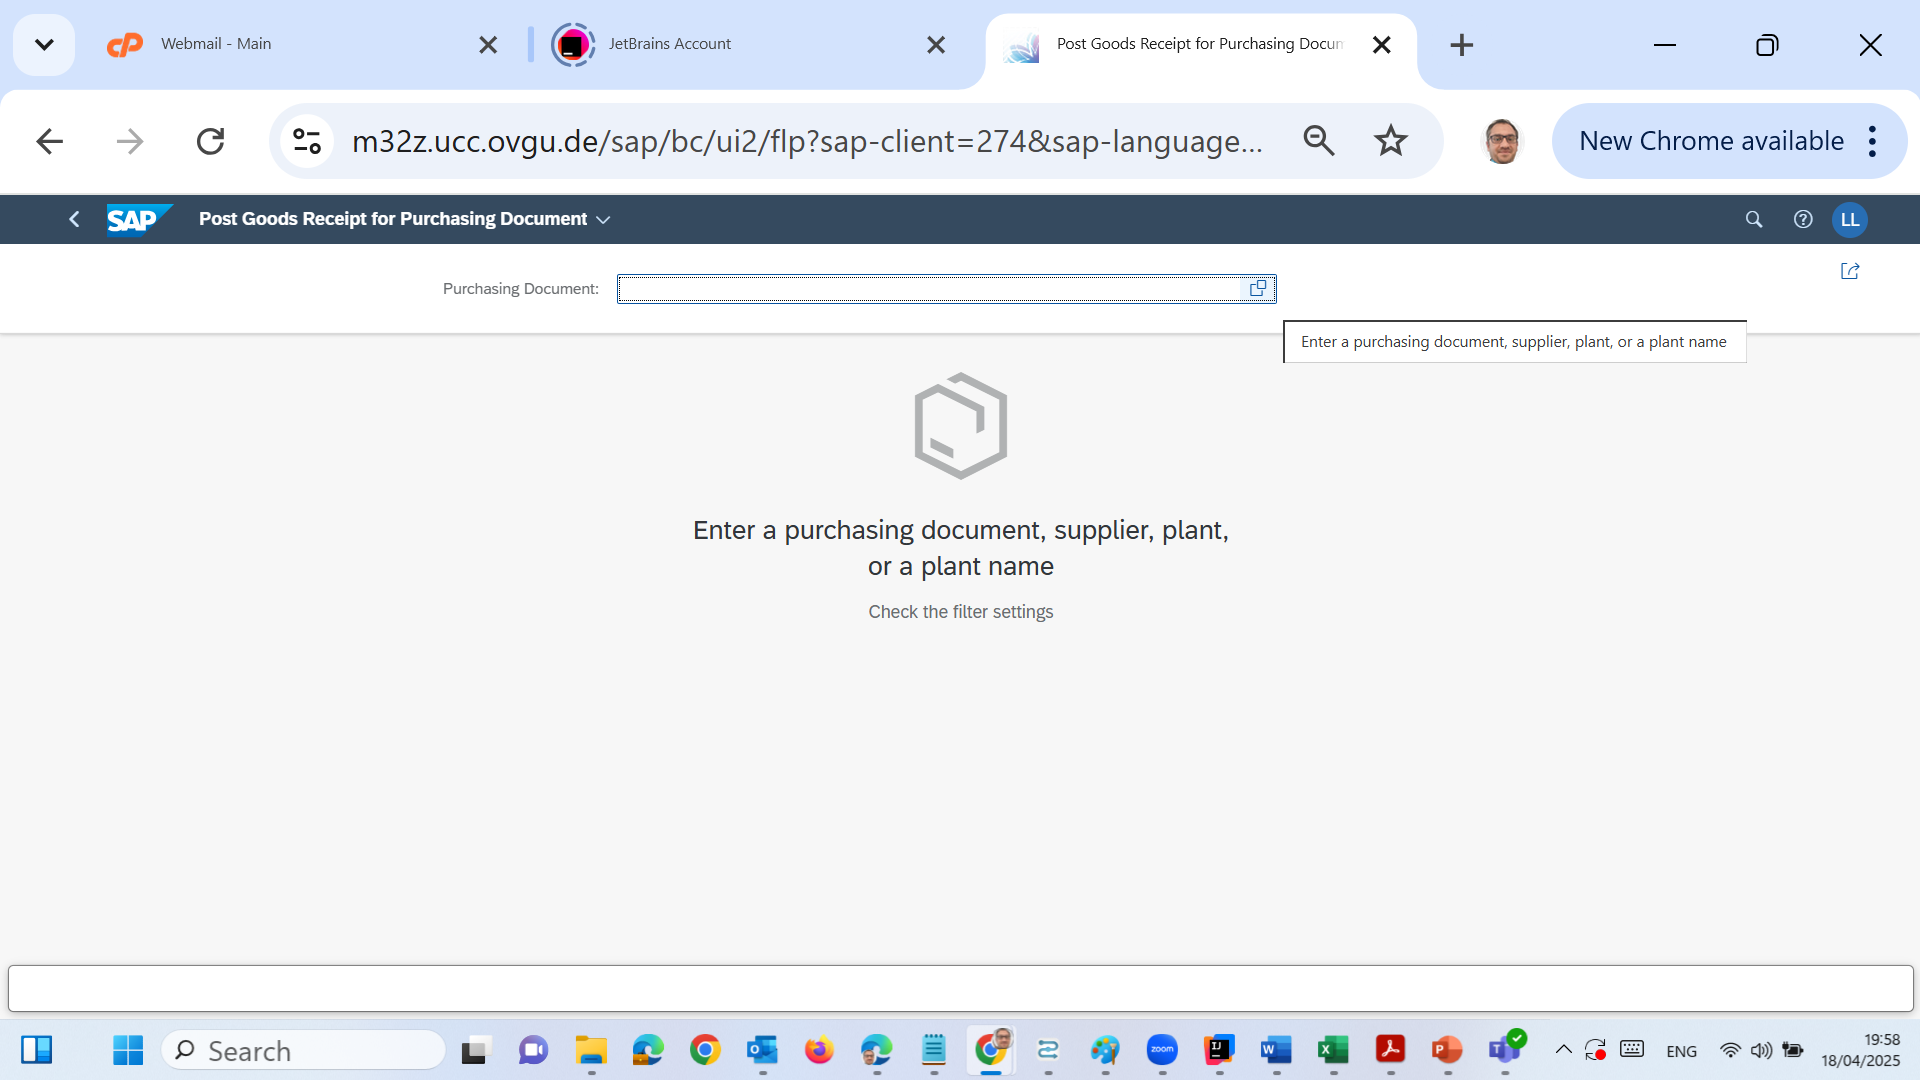 Webmail - Main
JetBrains Account
Post Goods Receipt for Purchasing Docum
m32z.ucc.ovgu.de/sap/bc/ui2/flp?sap-client=274&sap-language...
New Chrome available
SAP
Post Goods Receipt for Purchasing Document
LL
Purchasing Document:
Enter a purchasing document, supplier, plant, or a plant name
Enter a purchasing document, supplier, plant,
or a plant name
Check the filter settings
Search
zoom
ENG
19:58
18/04/2025